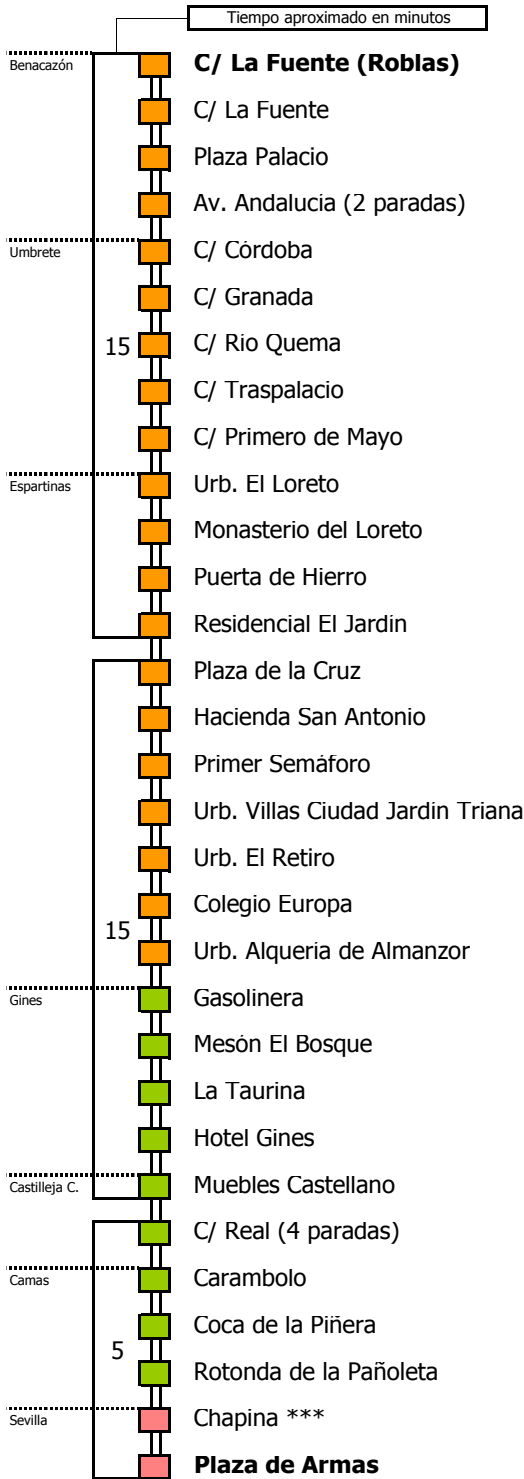 Tiempo aproximado en minutos
Benacazón
C/ La Fuente (Roblas)
C/ La Fuente
Plaza Palacio
Av. Andalucía (2 paradas)
Umbrete
C/ Córdoba
C/ Granada
15
C/ Rio Quema
C/ Traspalacio
C/ Primero de Mayo
Espartinas
Urb. El Loreto
Monasterio del Loreto
Puerta de Hierro
Residencial El Jardín
Plaza de la Cruz
Hacienda San Antonio
Primer Semáforo
Urb. Villas Ciudad Jardín Triana
Urb. El Retiro
Colegio Europa
15
Urb. Alquería de Almanzor
Gines
Gasolinera
Mesón El Bosque
La Taurina
Hotel Gines
Castilleja C.
Muebles Castellano
C/ Real (4 paradas)
Camas
Carambolo
Coca de la Piñera
5
Rotonda de la Pañoleta
Sevilla
Chapina ***
Plaza de Armas